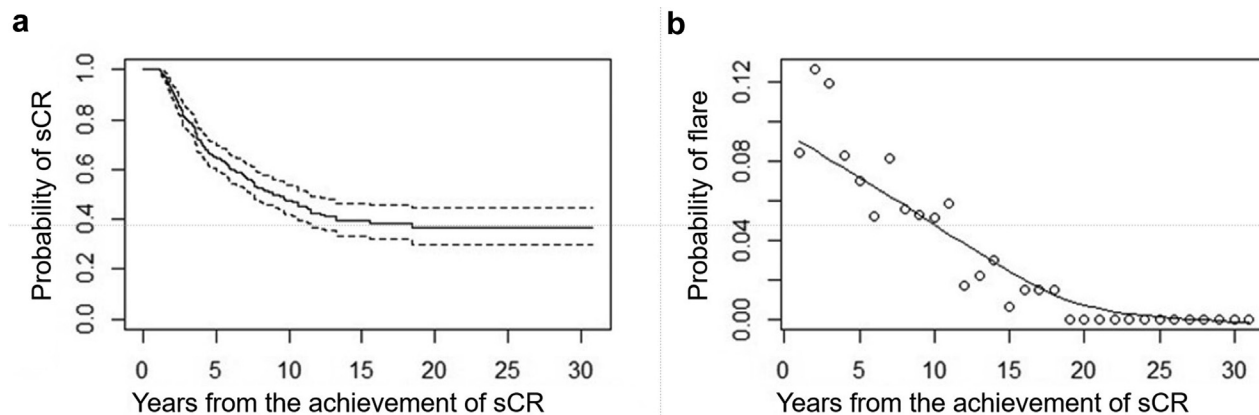 a
Probability of sCR
1.0
0.8
0.6
0.4
0.2
0.0
0 5 10 15 20 25 30
Years from the achievement of sCR
b
Probability of flare
0.12
0.08
0.04
0.00
0 5 10 15 20 25 30
Years from the achievement of sCR